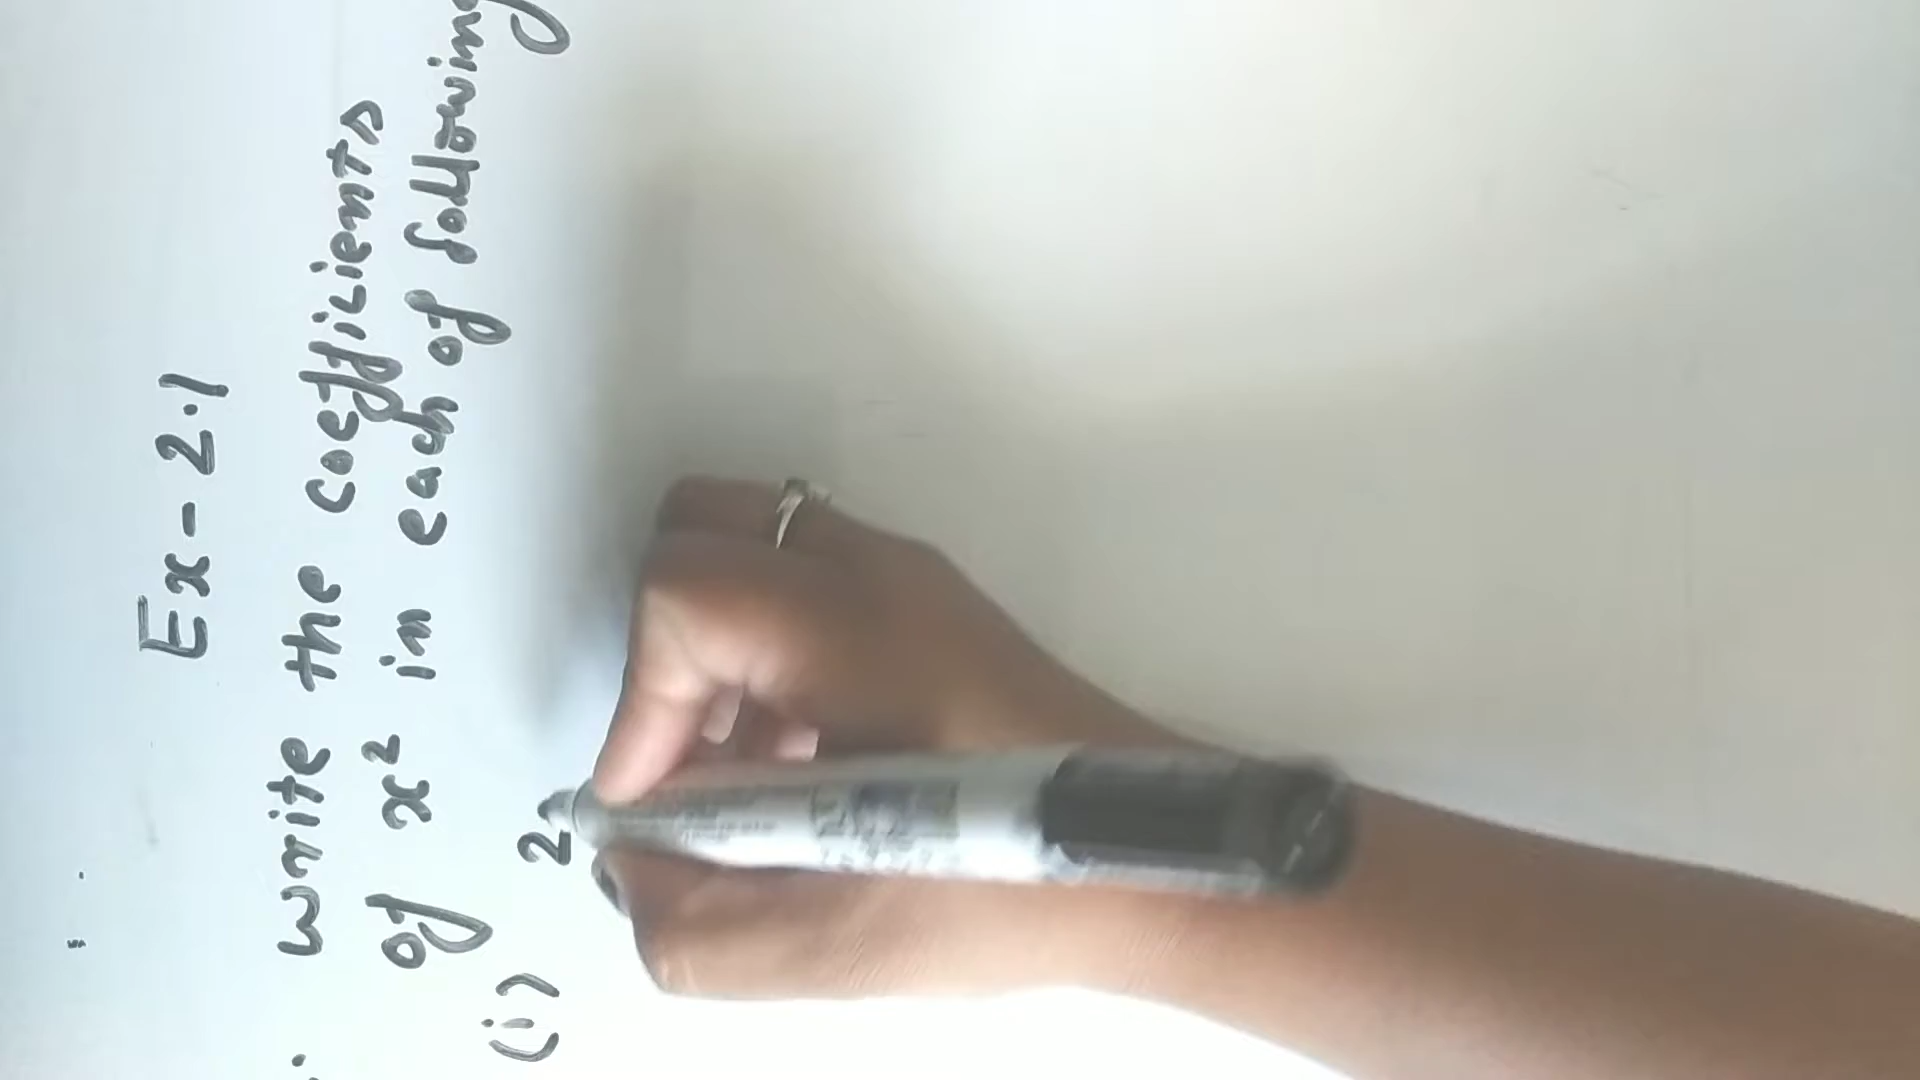 Ex - 2.1
write the coefficients
of x² in each of following
(i) 2